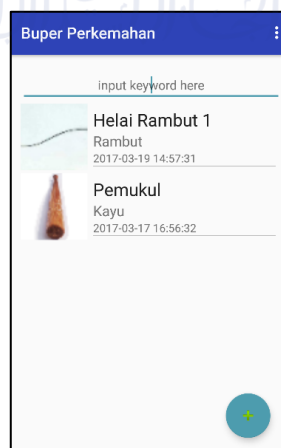 Buper Perkemahan
input keyword here
Helai Rambut 1
Rambut
2017-03-19 14:57:31
Pemukul
Kayu
2017-03-17 16:56:32